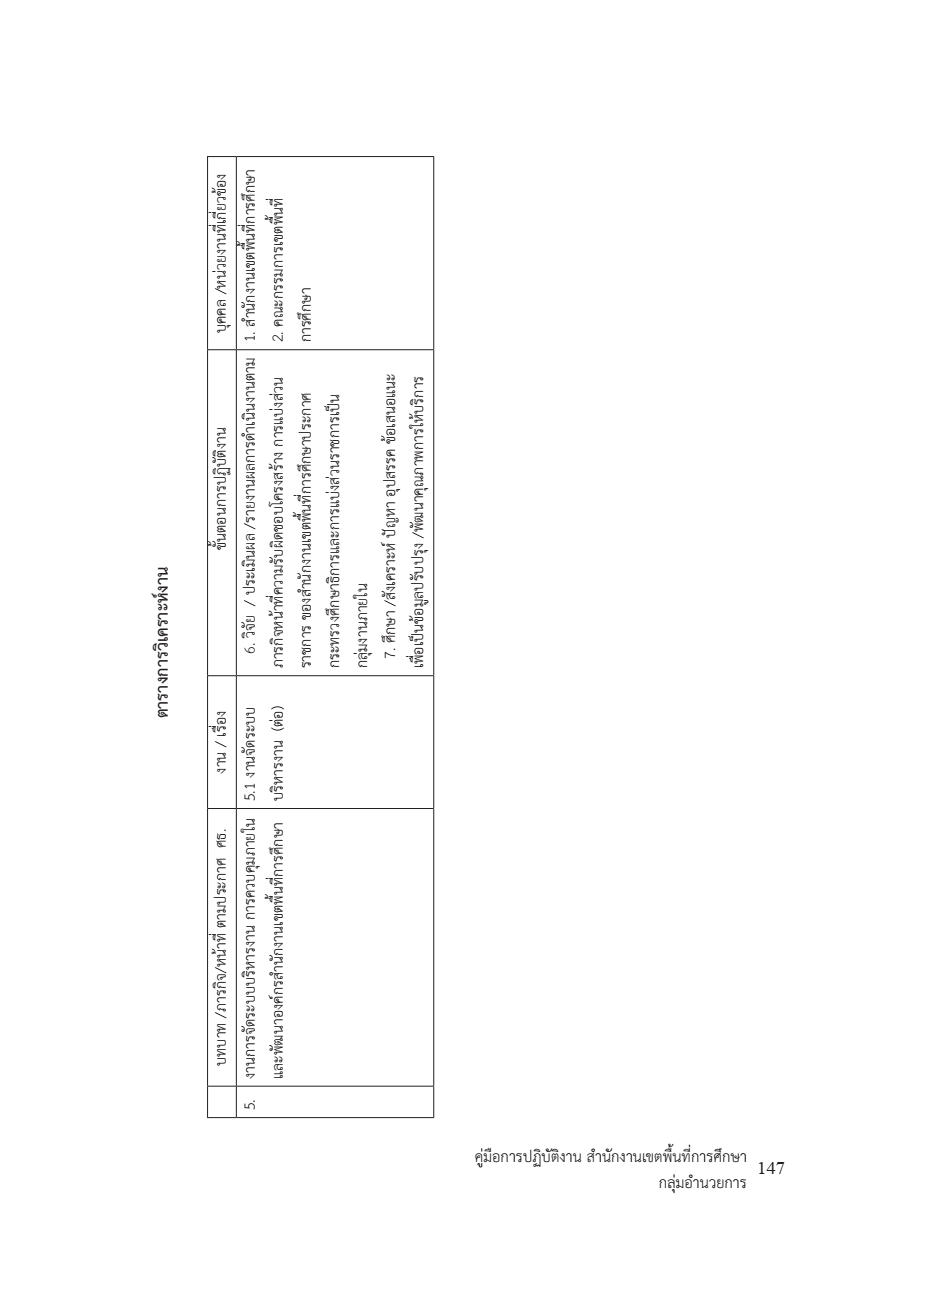 ตารางการวิเคราะห์งาน
บทบาท /ภารกิจ/หน้าที่ ตามประกาศ ศธ.
งาน / เรื่อง
ขั้นตอนการปฏิบัติงาน
บุคคล /หน่วยงานที่เกี่ยวข้อง
5.
งานการจัดระบบบริหารงาน การควบคุมภายใน
และพัฒนาองค์กรสำนักงานเขตพื้นที่การศึกษา
5.1 งานจัดระบบ
บริหารงาน (ต่อ)
6. วิจัย / ประเมินผล /รายงานผลการดำเนินงานตาม
ภารกิจหน้าที่ความรับผิดชอบโครงสร้าง การแบ่งส่วน
ราชการ ของสำนักงานเขตพื้นที่การศึกษาประกาศ
กระทรวงศึกษาธิการและการแบ่งส่วนราชการเป็น
กลุ่มงานภายใน
7. ศึกษา /สังเคราะห์ ปัญหา อุปสรรค ข้อเสนอแนะ
เพื่อเป็นข้อมูลปรับปรุง /พัฒนาคุณภาพการให้บริการ
1. สำนักงานเขตพื้นที่การศึกษา
2. คณะกรรมการเขตพื้นที่
การศึกษา
คู่มือการปฏิบัติงาน สำนักงานเขตพื้นที่การศึกษา
กลุ่มอำนวยการ
147